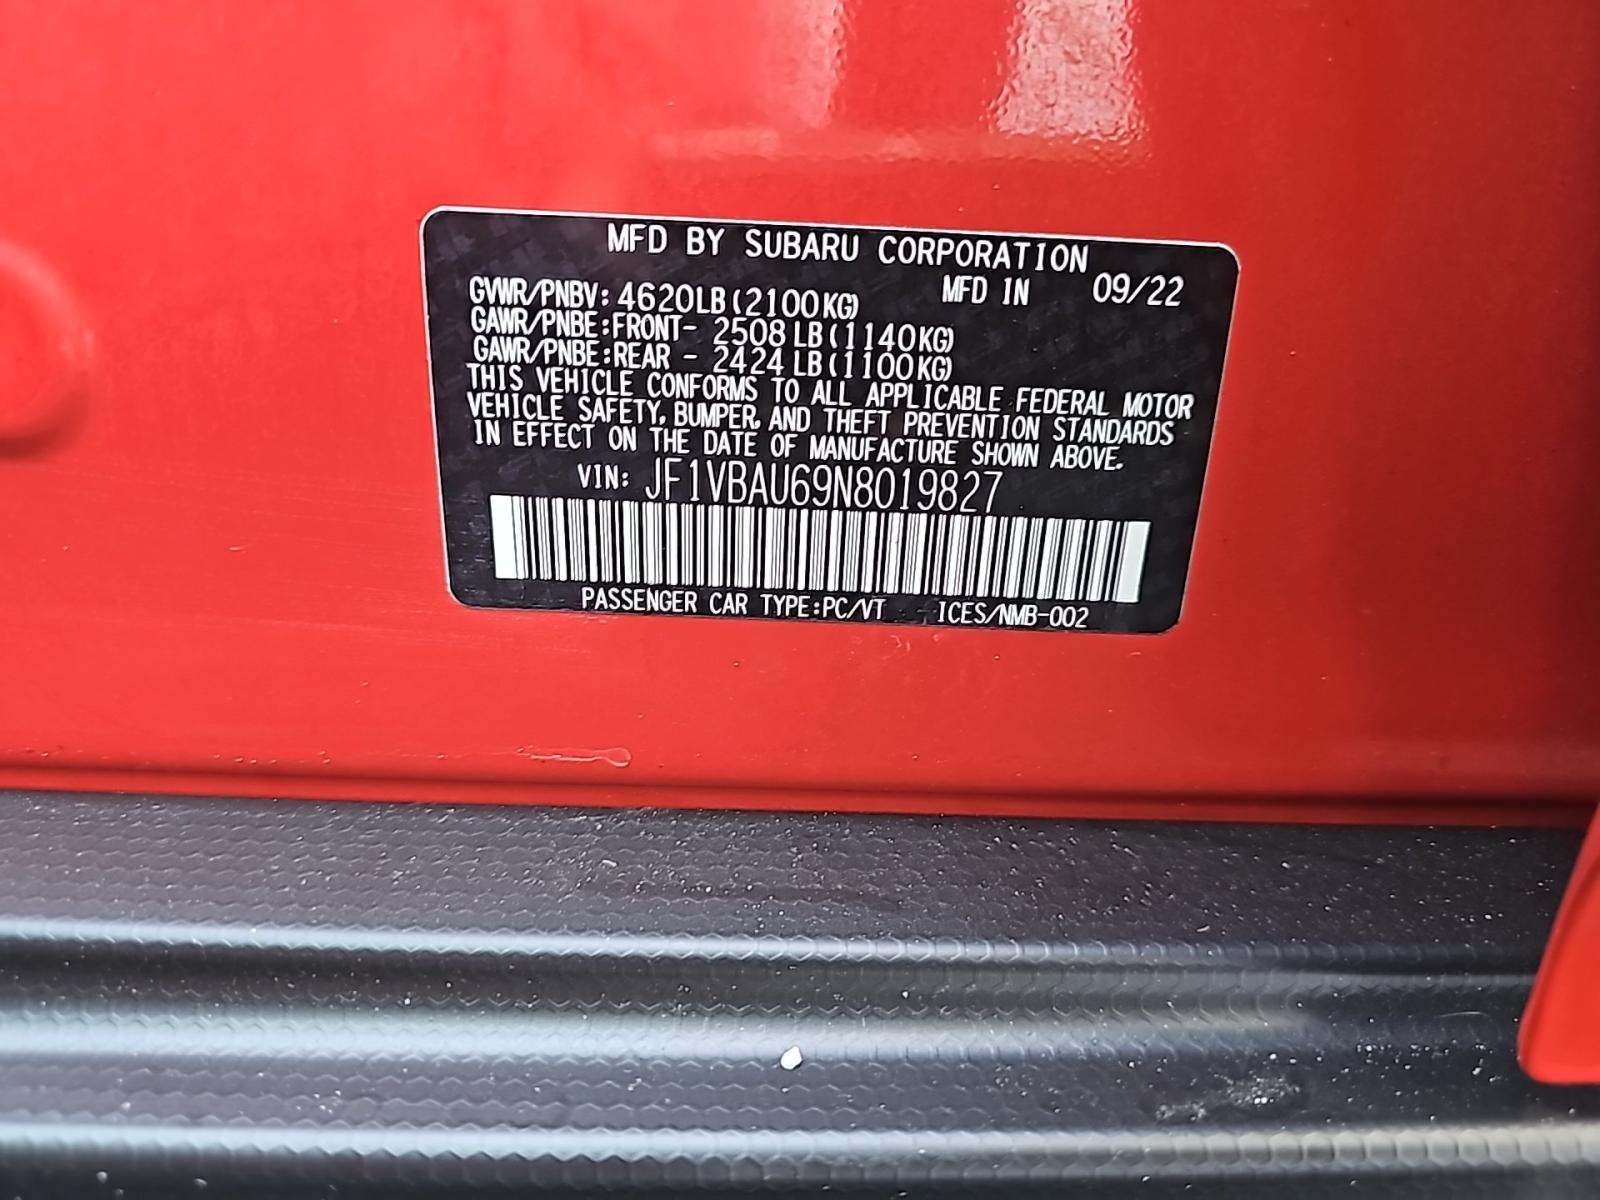 MFD BY SUBARU CORPORATION
GVWR/PNBV: 4620LB(2100KG) MFD IN 09/22
GAWR/PNBE:FRONT- 2508LB(1140KG)
GAWR/PNBE:REAR - 2424LB(1100KG)
THIS VEHICLE CONFORMS TO ALL APPLICABLE FEDERAL MOTOR
VEHICLE SAFETY, BUMPER, AND THEFT PREVENTION STANDARDS
IN EFFECT ON THE DATE OF MANUFACTURE SHOWN ABOVE.
VIN: JF1VBAU69N8019827
PASSENGER CAR TYPE:PC/VT ICES/NMB-002